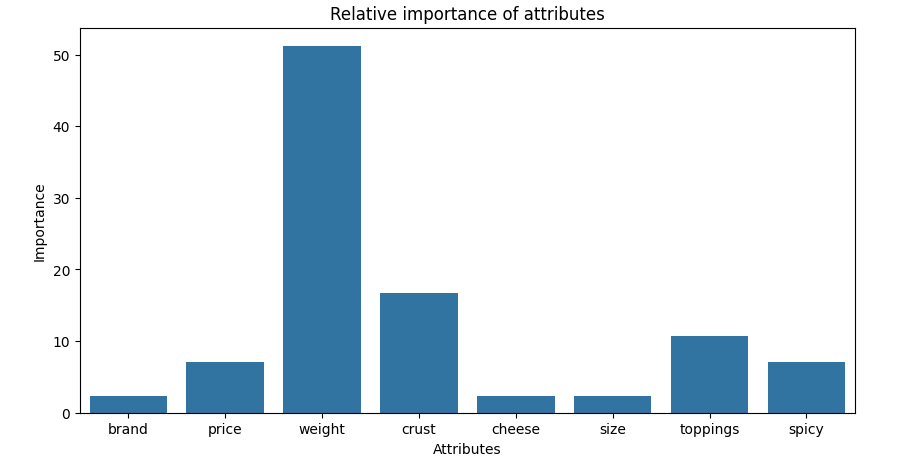 Relative importance of attributes
50
40
30
20
10
0
Importance
brand price weight crust cheese size toppings spicy
Attributes